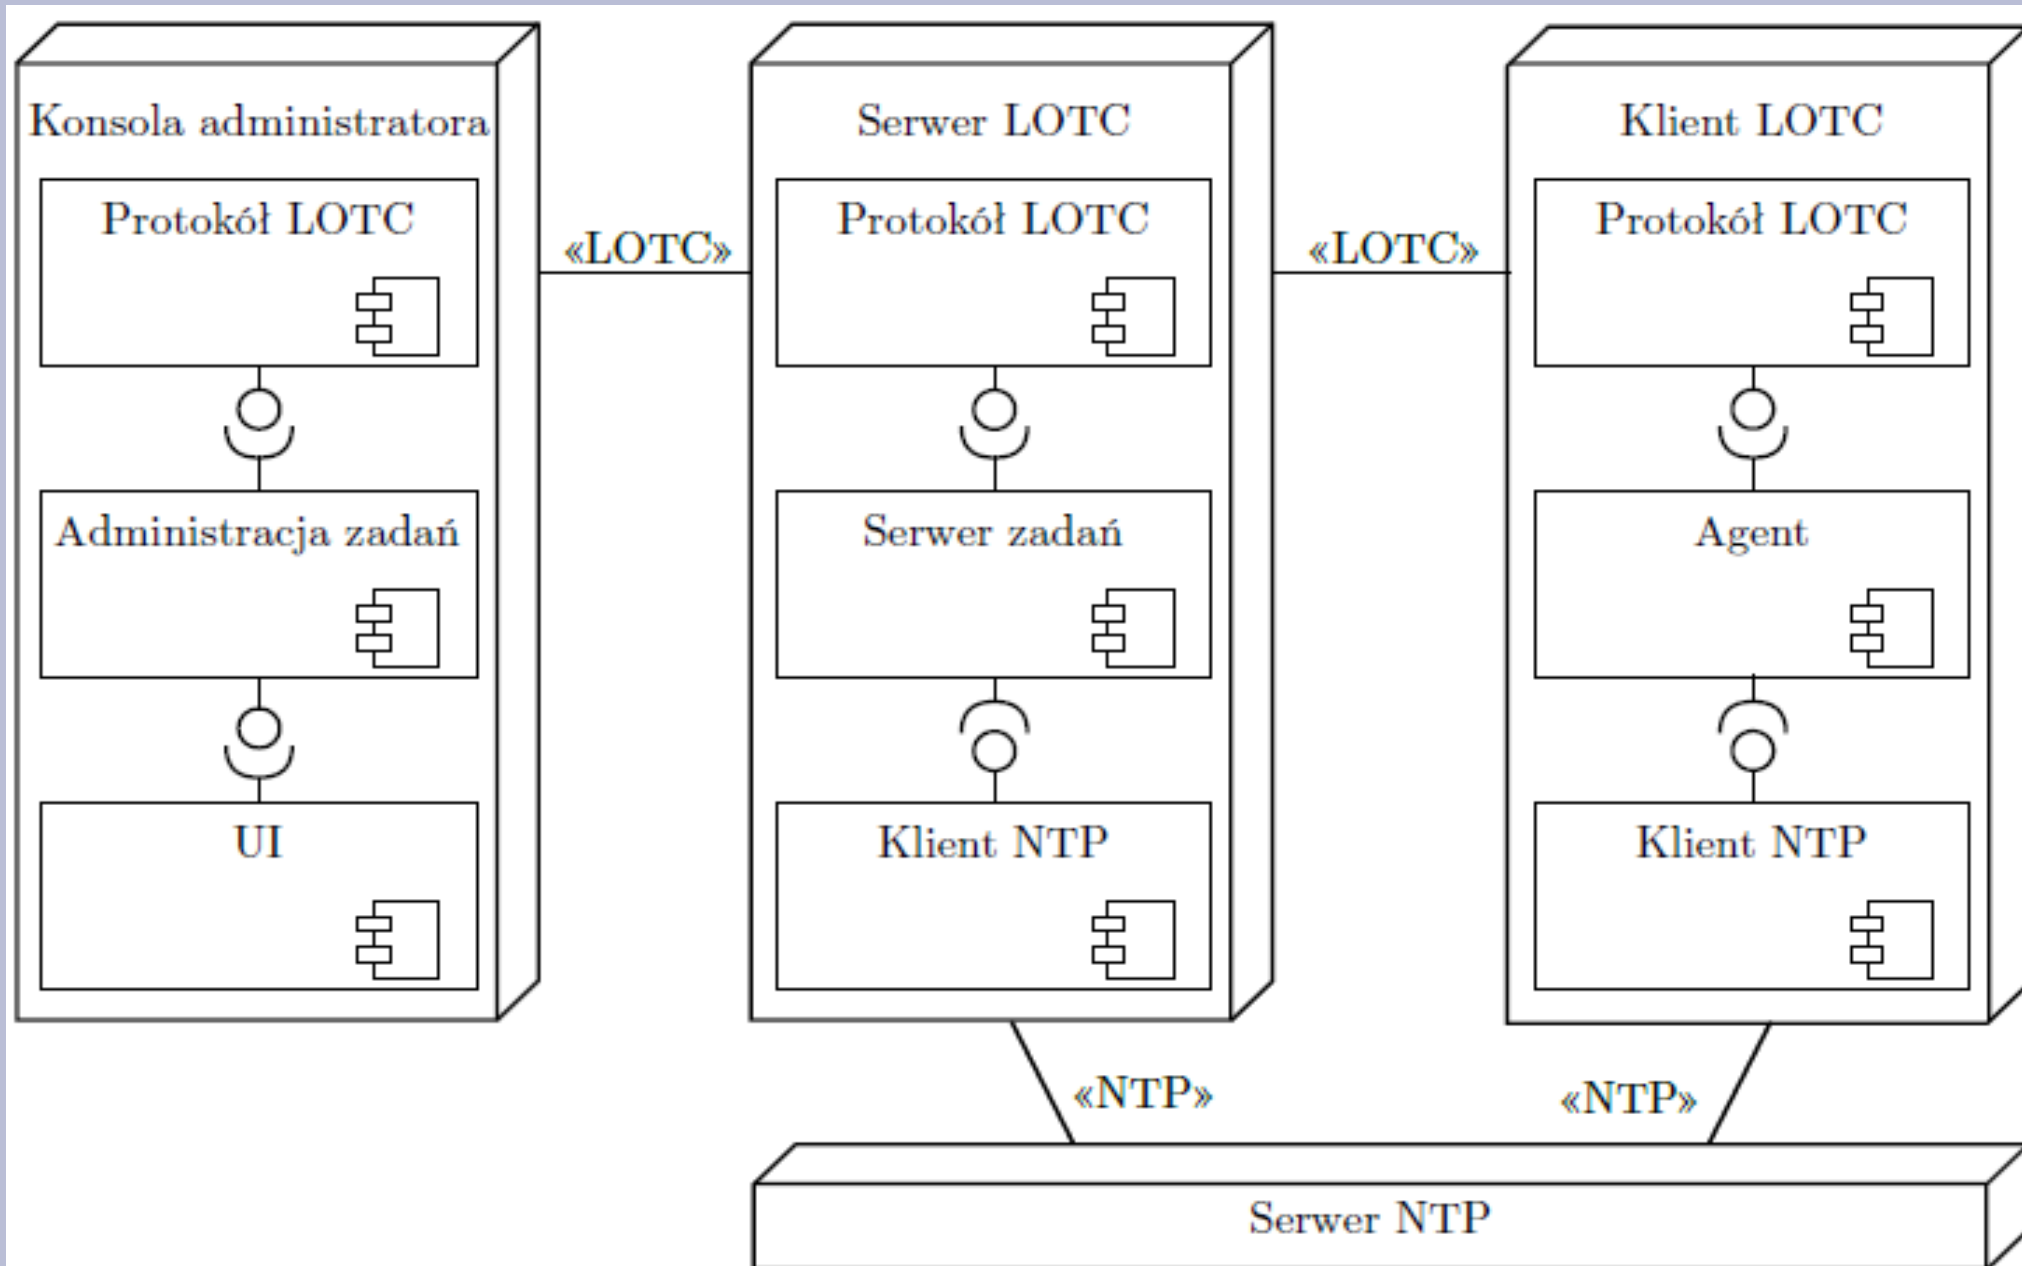 Konsola administratora
Protokół LOTC
Administracja zadań
UI
«LOTC»
Serwer LOTC
Protokół LOTC
Serwer zadań
Klient NTP
«LOTC»
Klient LOTC
Protokół LOTC
Agent
Klient NTP
«NTP»
«NTP»
Serwer NTP